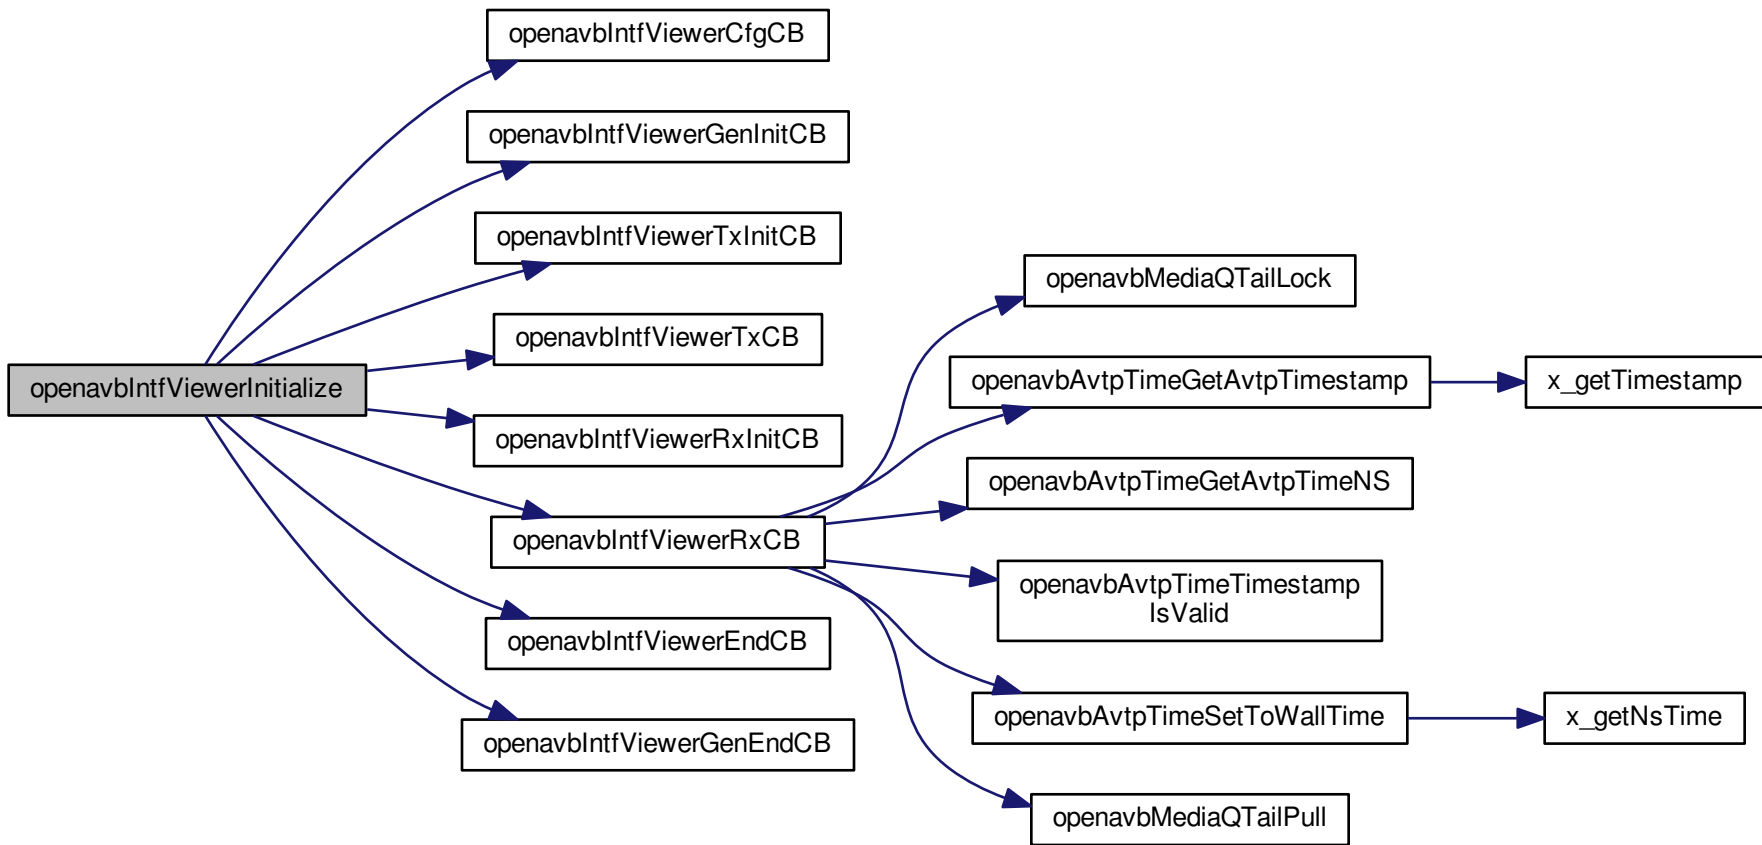 openavbIntfViewerInitialize
openavbIntfViewerCfgCB
openavbIntfViewerGenInitCB
openavbIntfViewerTxInitCB
openavbIntfViewerTxCB
openavbIntfViewerRxInitCB
openavbIntfViewerRxCB
openavbIntfViewerEndCB
openavbIntfViewerGenEndCB
openavbMediaQTailLock
openavbAvtpTimeGetAvtpTimestamp
openavbAvtpTimeGetAvtpTimeNS
openavbAvtpTimeTimestamp
IsValid
openavbAvtpTimeSetToWallTime
openavbMediaQTailPull
x_getTimestamp
x_getNsTime